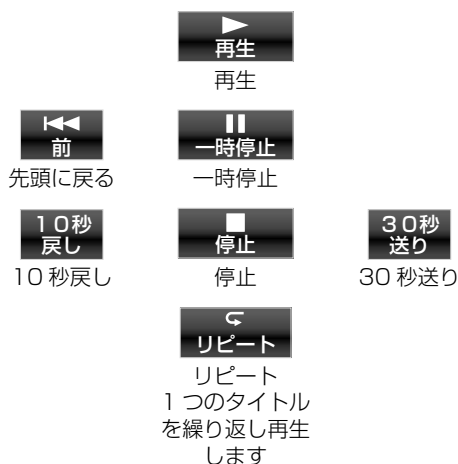 再生
再生
前
一時停止
先頭に戻る
一時停止
10秒
戻し
停止
30秒
送り
10 秒戻し
停止
30 秒送り
リピート
リピート
1 つのタイトル
を繰り返し再生
します